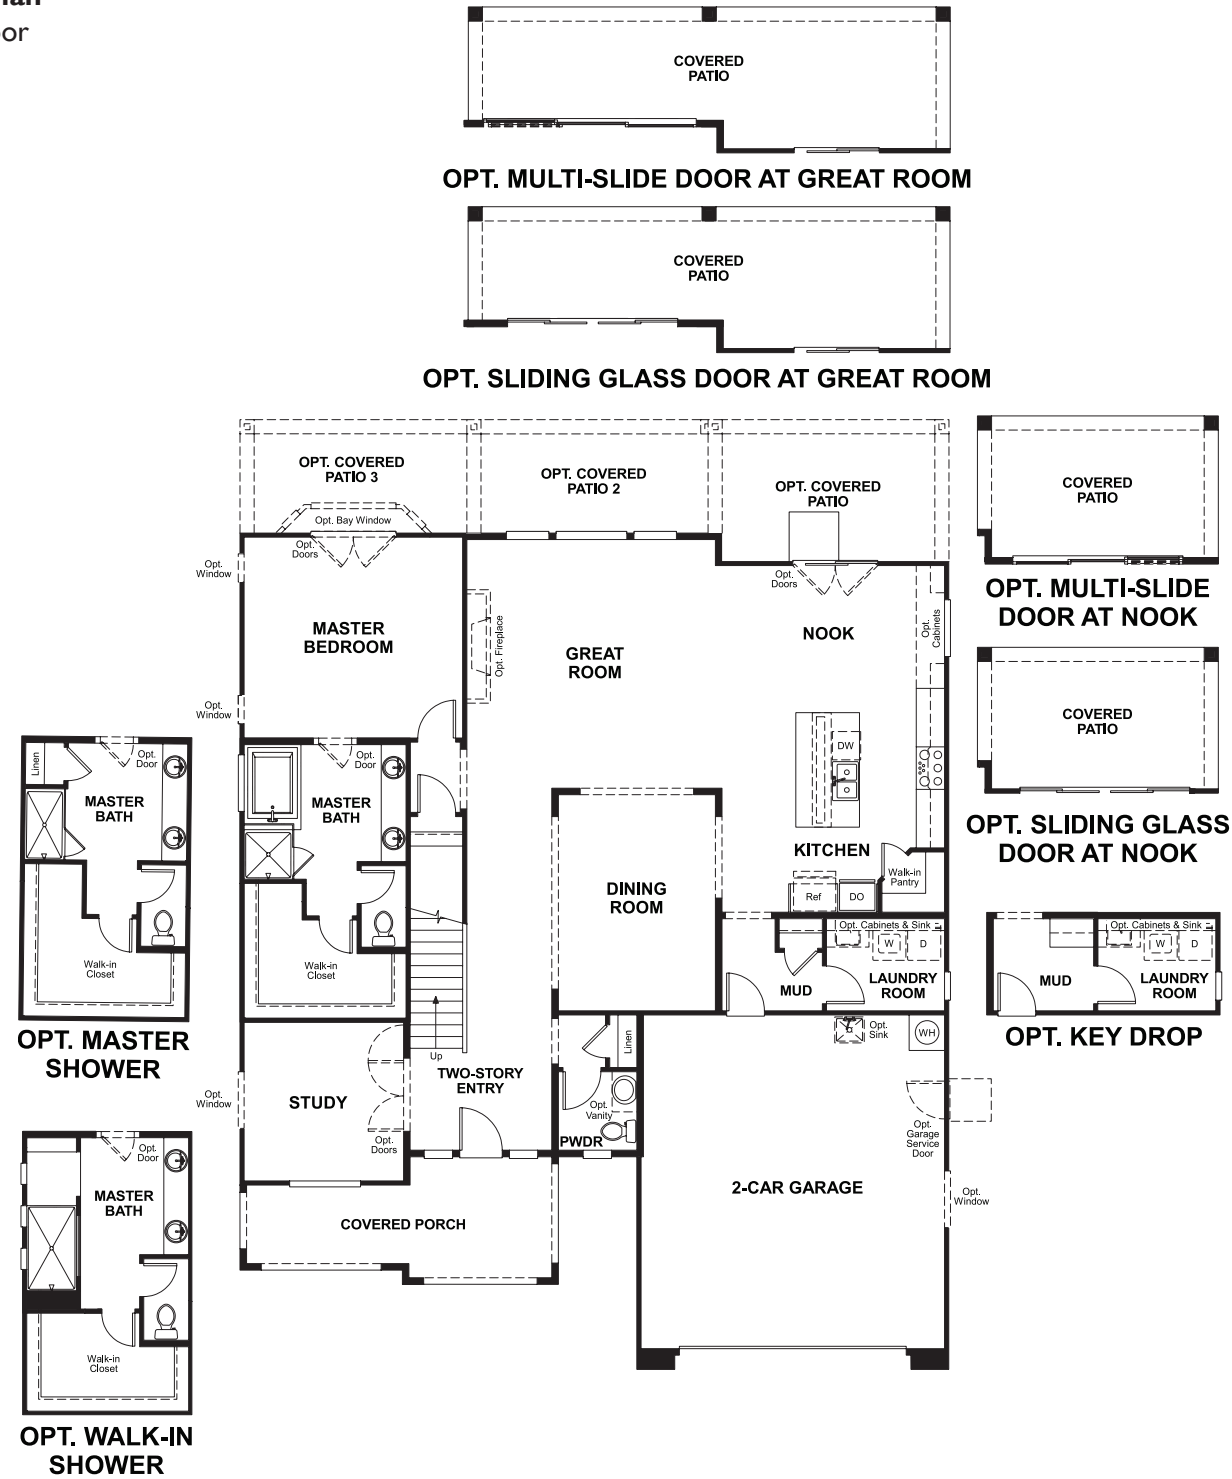 COVERED
PATIO
OPT. MULTI-SLIDE DOOR AT GREAT ROOM
COVERED
PATIO
OPT. SLIDING GLASS DOOR AT GREAT ROOM
OPT. COVERED
PATIO 3
OPT. COVERED
PATIO 2
OPT. COVERED
PATIO
Opt. Bay Window
Opt.
Doors
Opt.
Window
MASTER
BEDROOM
Opt. Fireplace
GREAT
ROOM
Opt.
Doors
NOOK
Opt.
Cabinets
Opt.
Window
COVERED
PATIO
OPT. MULTI-SLIDE
DOOR AT NOOK
COVERED
PATIO
OPT. SLIDING GLASS
DOOR AT NOOK
Linen
Opt.
Door
MASTER
BATH
Walk-in
Closet
OPT. MASTER
SHOWER
Opt.
Door
MASTER
BATH
Walk-in
Closet
DW
KITCHEN
Walk-in
Pantry
Ref
DO
DINING
ROOM
Opt. Cabinets & Sink
W
D
MUD
LAUNDRY
ROOM
Opt. Cabinets & Sink
W
D
MUD
LAUNDRY
ROOM
OPT. KEY DROP
Up
TWO-STORY
ENTRY
Linen
Opt.
Sink
WH
Opt.
Window
STUDY
Opt.
Doors
Opt.
Vanity
PWDR
Opt.
Garage
Service
Door
2-CAR GARAGE
Opt.
Window
COVERED PORCH
Opt.
Door
MASTER
BATH
Walk-in
Closet
OPT. WALK-IN
SHOWER